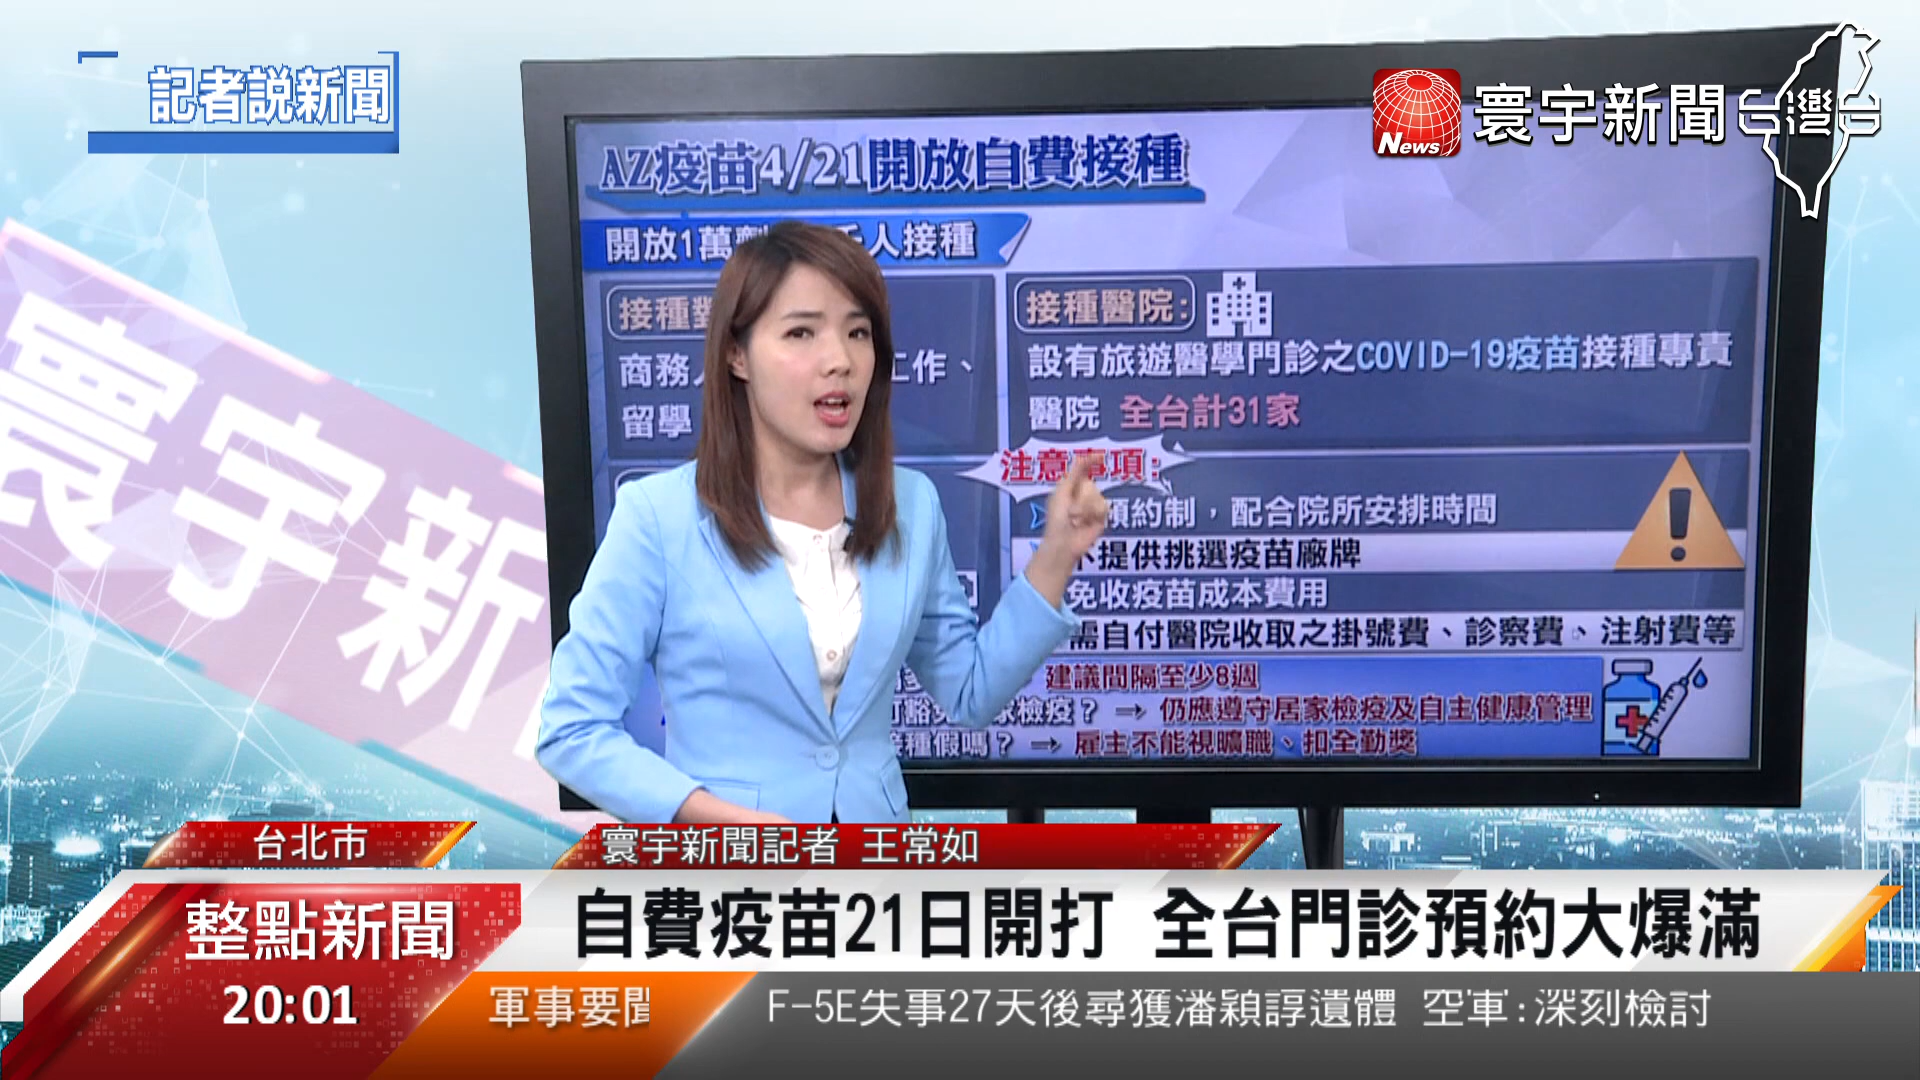 記者説新聞
News
寰宇新聞
台灣
AZ疫苗4/21開放自費接種
開放1萬 人接種
接種
接種醫院:
商務 工作、
留學
設有旅遊醫學門診之COVID-19疫苗接種專責
醫院 全台計31家
注意事項:
預約制，配合院所安排時間
不提供挑選疫苗廠牌
免收疫苗成本費用
需自付醫院收取之掛號費、診察費、注射費等
建議間隔至少8週
檢疫？→仍應遵守居家檢疫及自主健康管理
接種假嗎？→雇主不能視曠職、扣全勤獎
寰宇新
台北市
寰宇新聞記者 王常如
整點新聞
自費疫苗21日開打 全台門診預約大爆滿
20:01
軍事要聞
F-5E失事27天後尋獲潘穎諄遺體 空軍:深刻檢討